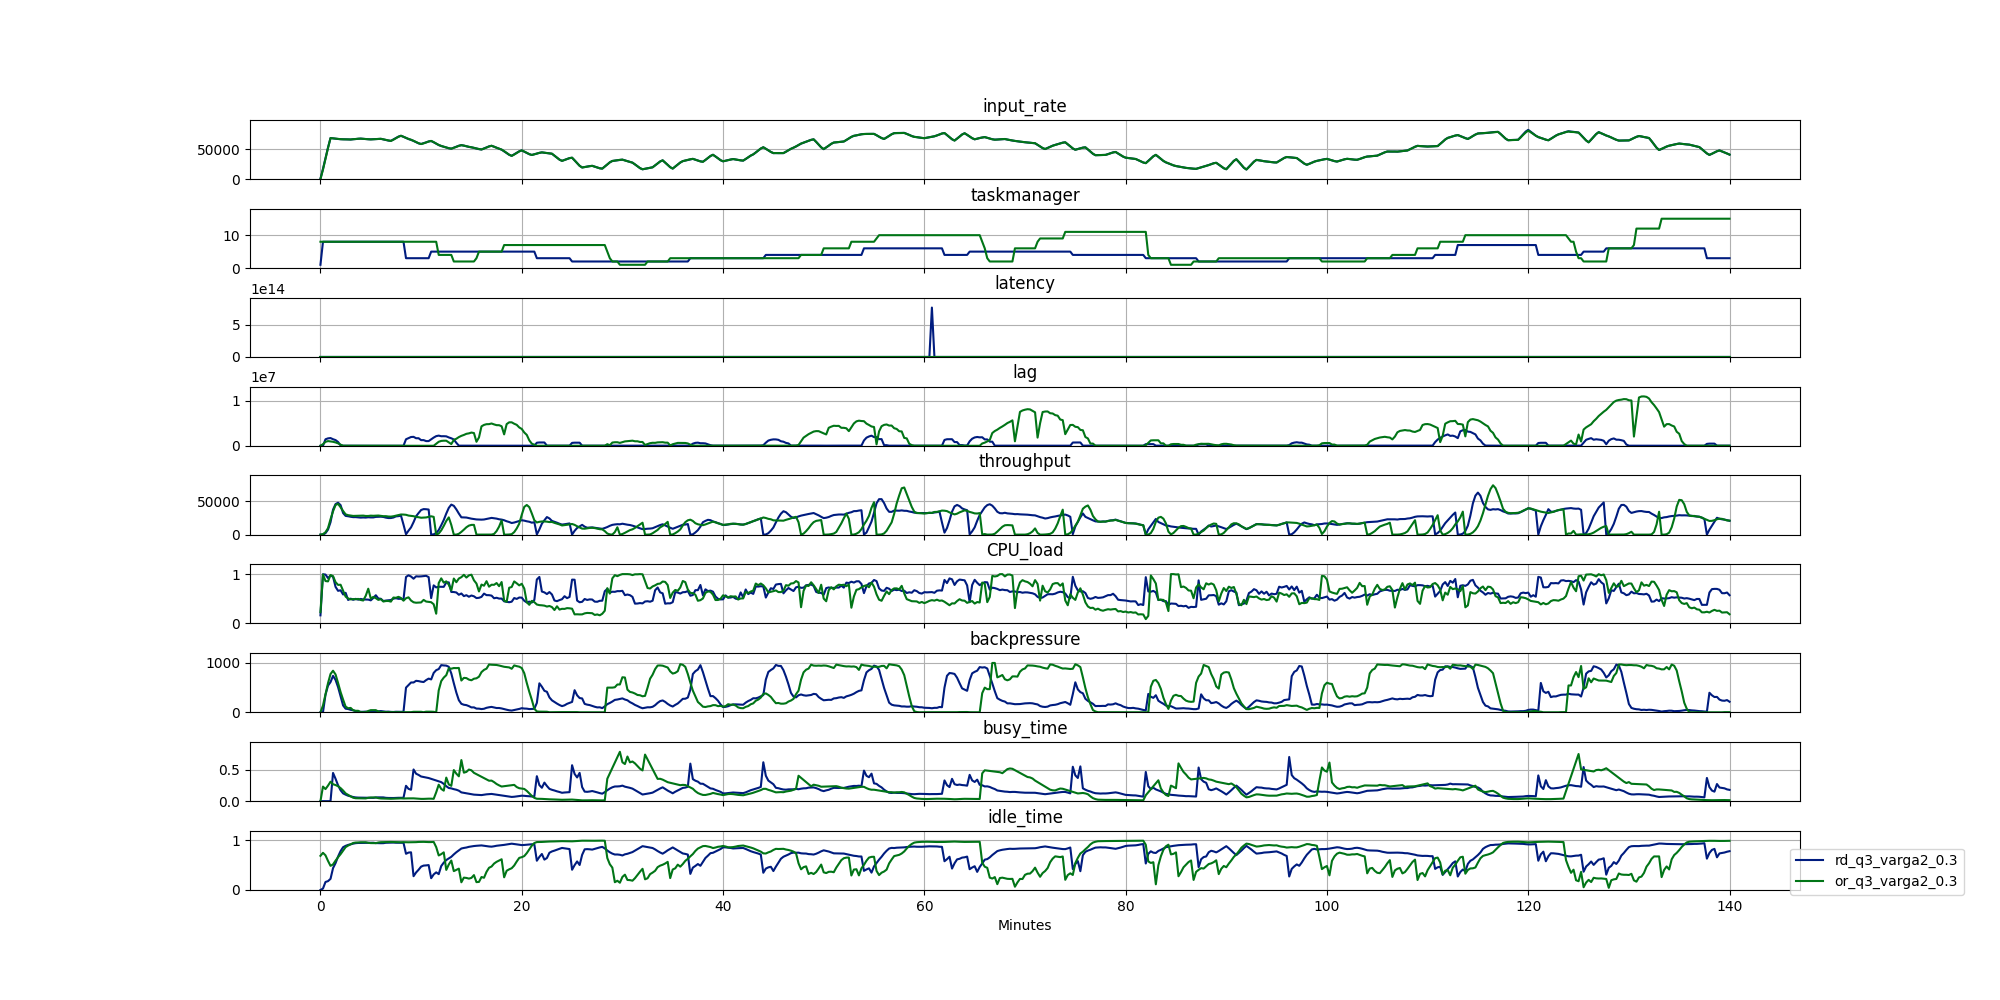 input_rate
50000
0
taskmanager
10
0
1e14
latency
5
0
1e7
lag
1
0
throughput
50000
0
CPU_load
1
0
backpressure
1000
0
busy_time
0.5
0.0
idle_time
1
0
0 20 40 60 80 100 120 140
Minutes
rd_q3_varga2_0.3
or_q3_varga2_0.3